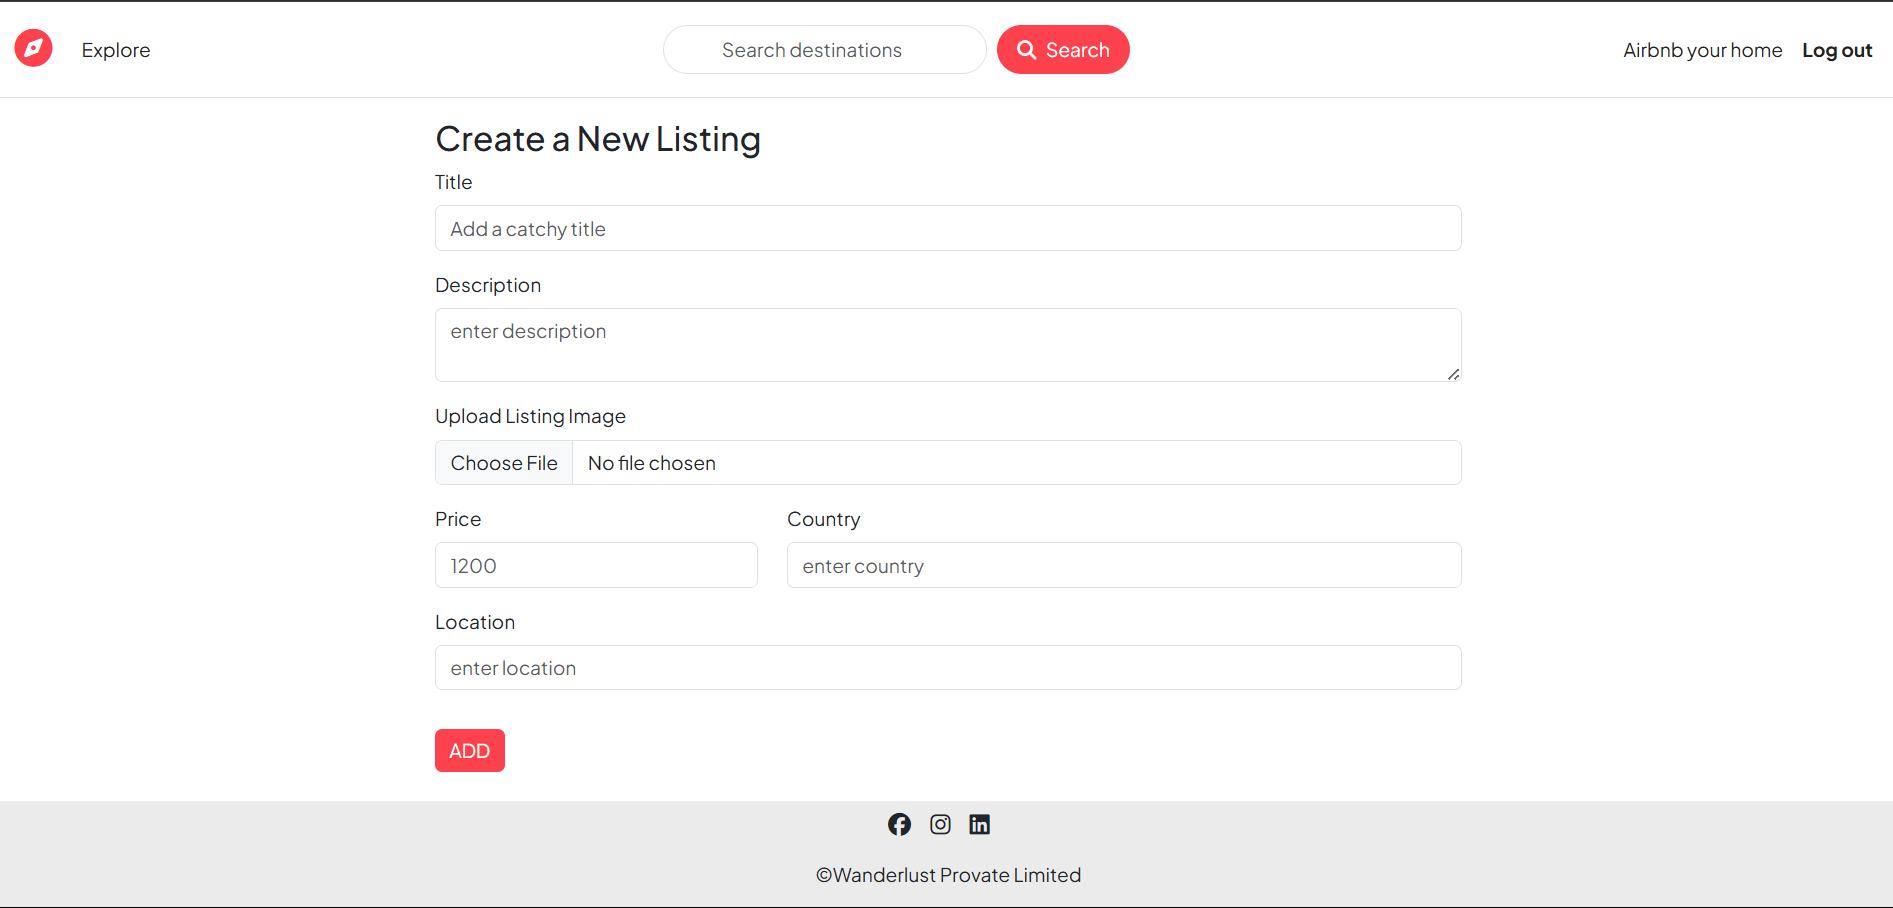 Explore
Search destinations
Search
Airbnb your home
Log out
Create a New Listing
Title
Add a catchy title
Description
enter description
Upload Listing Image
Choose File
No file chosen
Price
Country
1200
enter country
Location
enter location
ADD
©Wanderlust Provate Limited